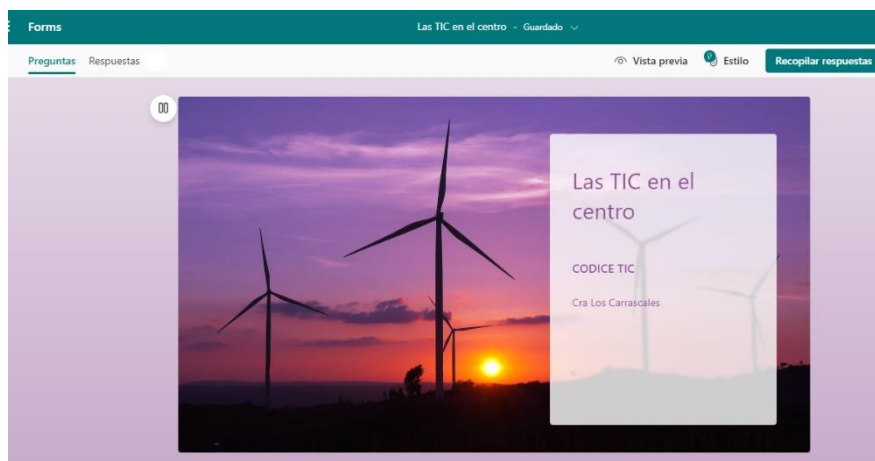 Forms
Las TIC en el centro - Guardado
Preguntas Respuestas
Vista previa
Estilo
Recopilar respuestas
Las TIC en el
centro
CODICE TIC
Cra Los Carrascales